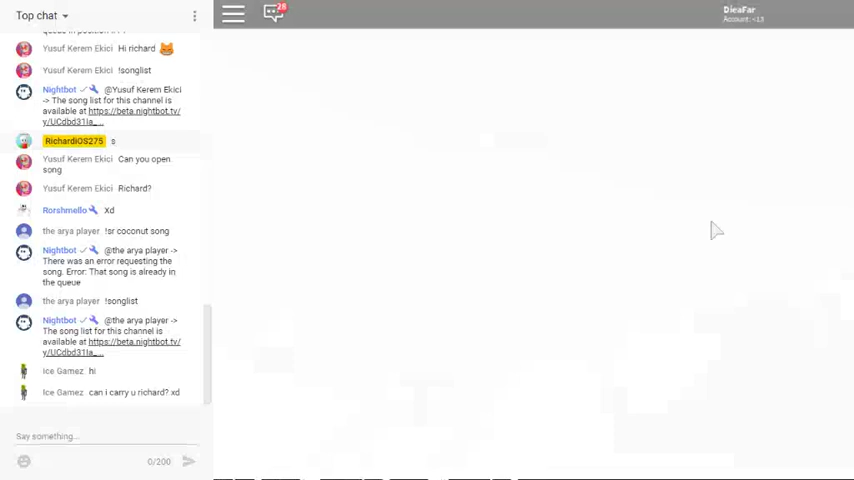 Top chat
28
DieaFar
Account: <13
Yusuf Kerem Ekici Hi richard
Yusuf Kerem Ekici !songlist
Nightbot @Yusuf Kerem Ekici
-> The song list for this channel is
available at https://beta.nightbot.tv/
y/UCdbd31Ia_...
RichardiOS275 s
Yusuf Kerem Ekici Can you open
song
Yusuf Kerem Ekici Richard?
Rorshmello Xd
the arya player !sr coconut song
Nightbot @the arya player ->
There was an error requesting the
song. Error: That song is already in
the queue
the arya player !songlist
Nightbot @the arya player ->
The song list for this channel is
available at https://beta.nightbot.tv/
y/UCdbd31Ia_...
Ice Gamez hi
Ice Gamez can i carry u richard? xd
Say something...
0/200